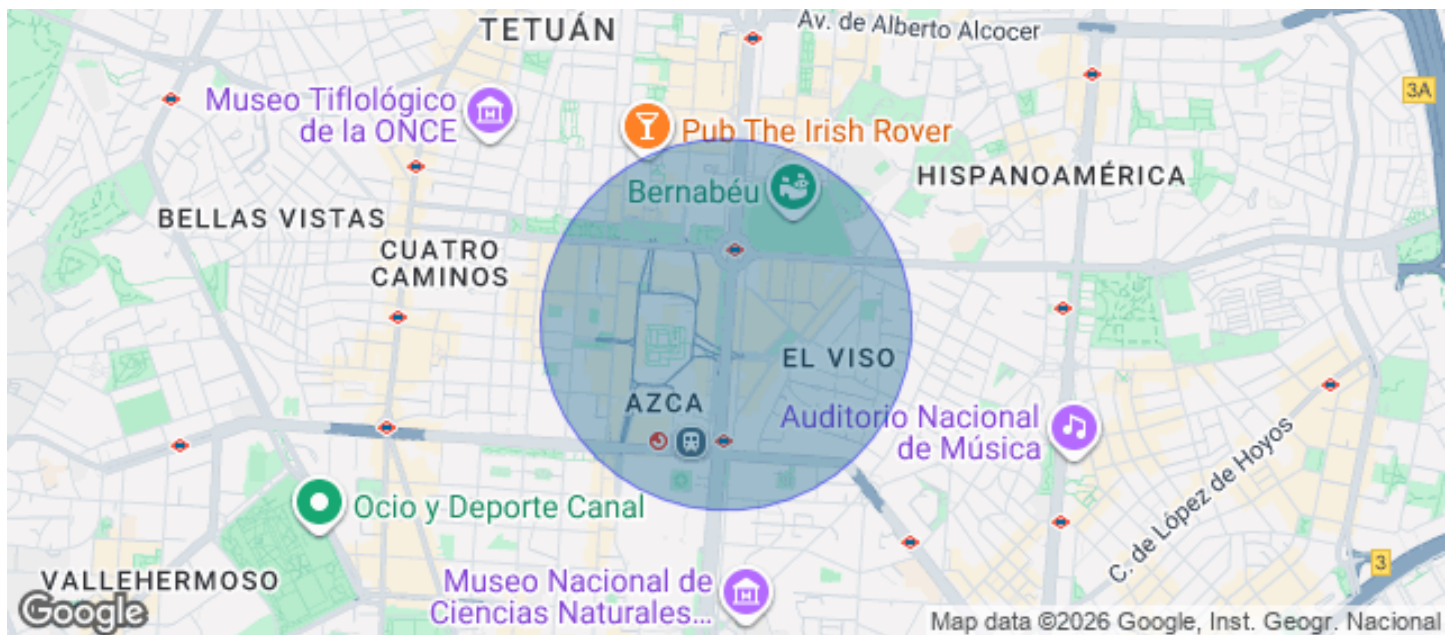 TETUÁN
Av. de Alberto Alcocer
3A
Museo Tiflológico
de la ONCE
Pub The Irish Rover
Bernabéu
HISPANOAMÉRICA
BELLAS VISTAS
CUATRO
CAMINOS
EL VISO
AZCA
Auditorio Nacional
de Música
C. de López de Hoyos
Ocio y Deporte Canal
3
VALLEHERMOSO
Museo Nacional de
Ciencias Naturales...
Google
Map data ©2026 Google, Inst. Geogr. Nacional